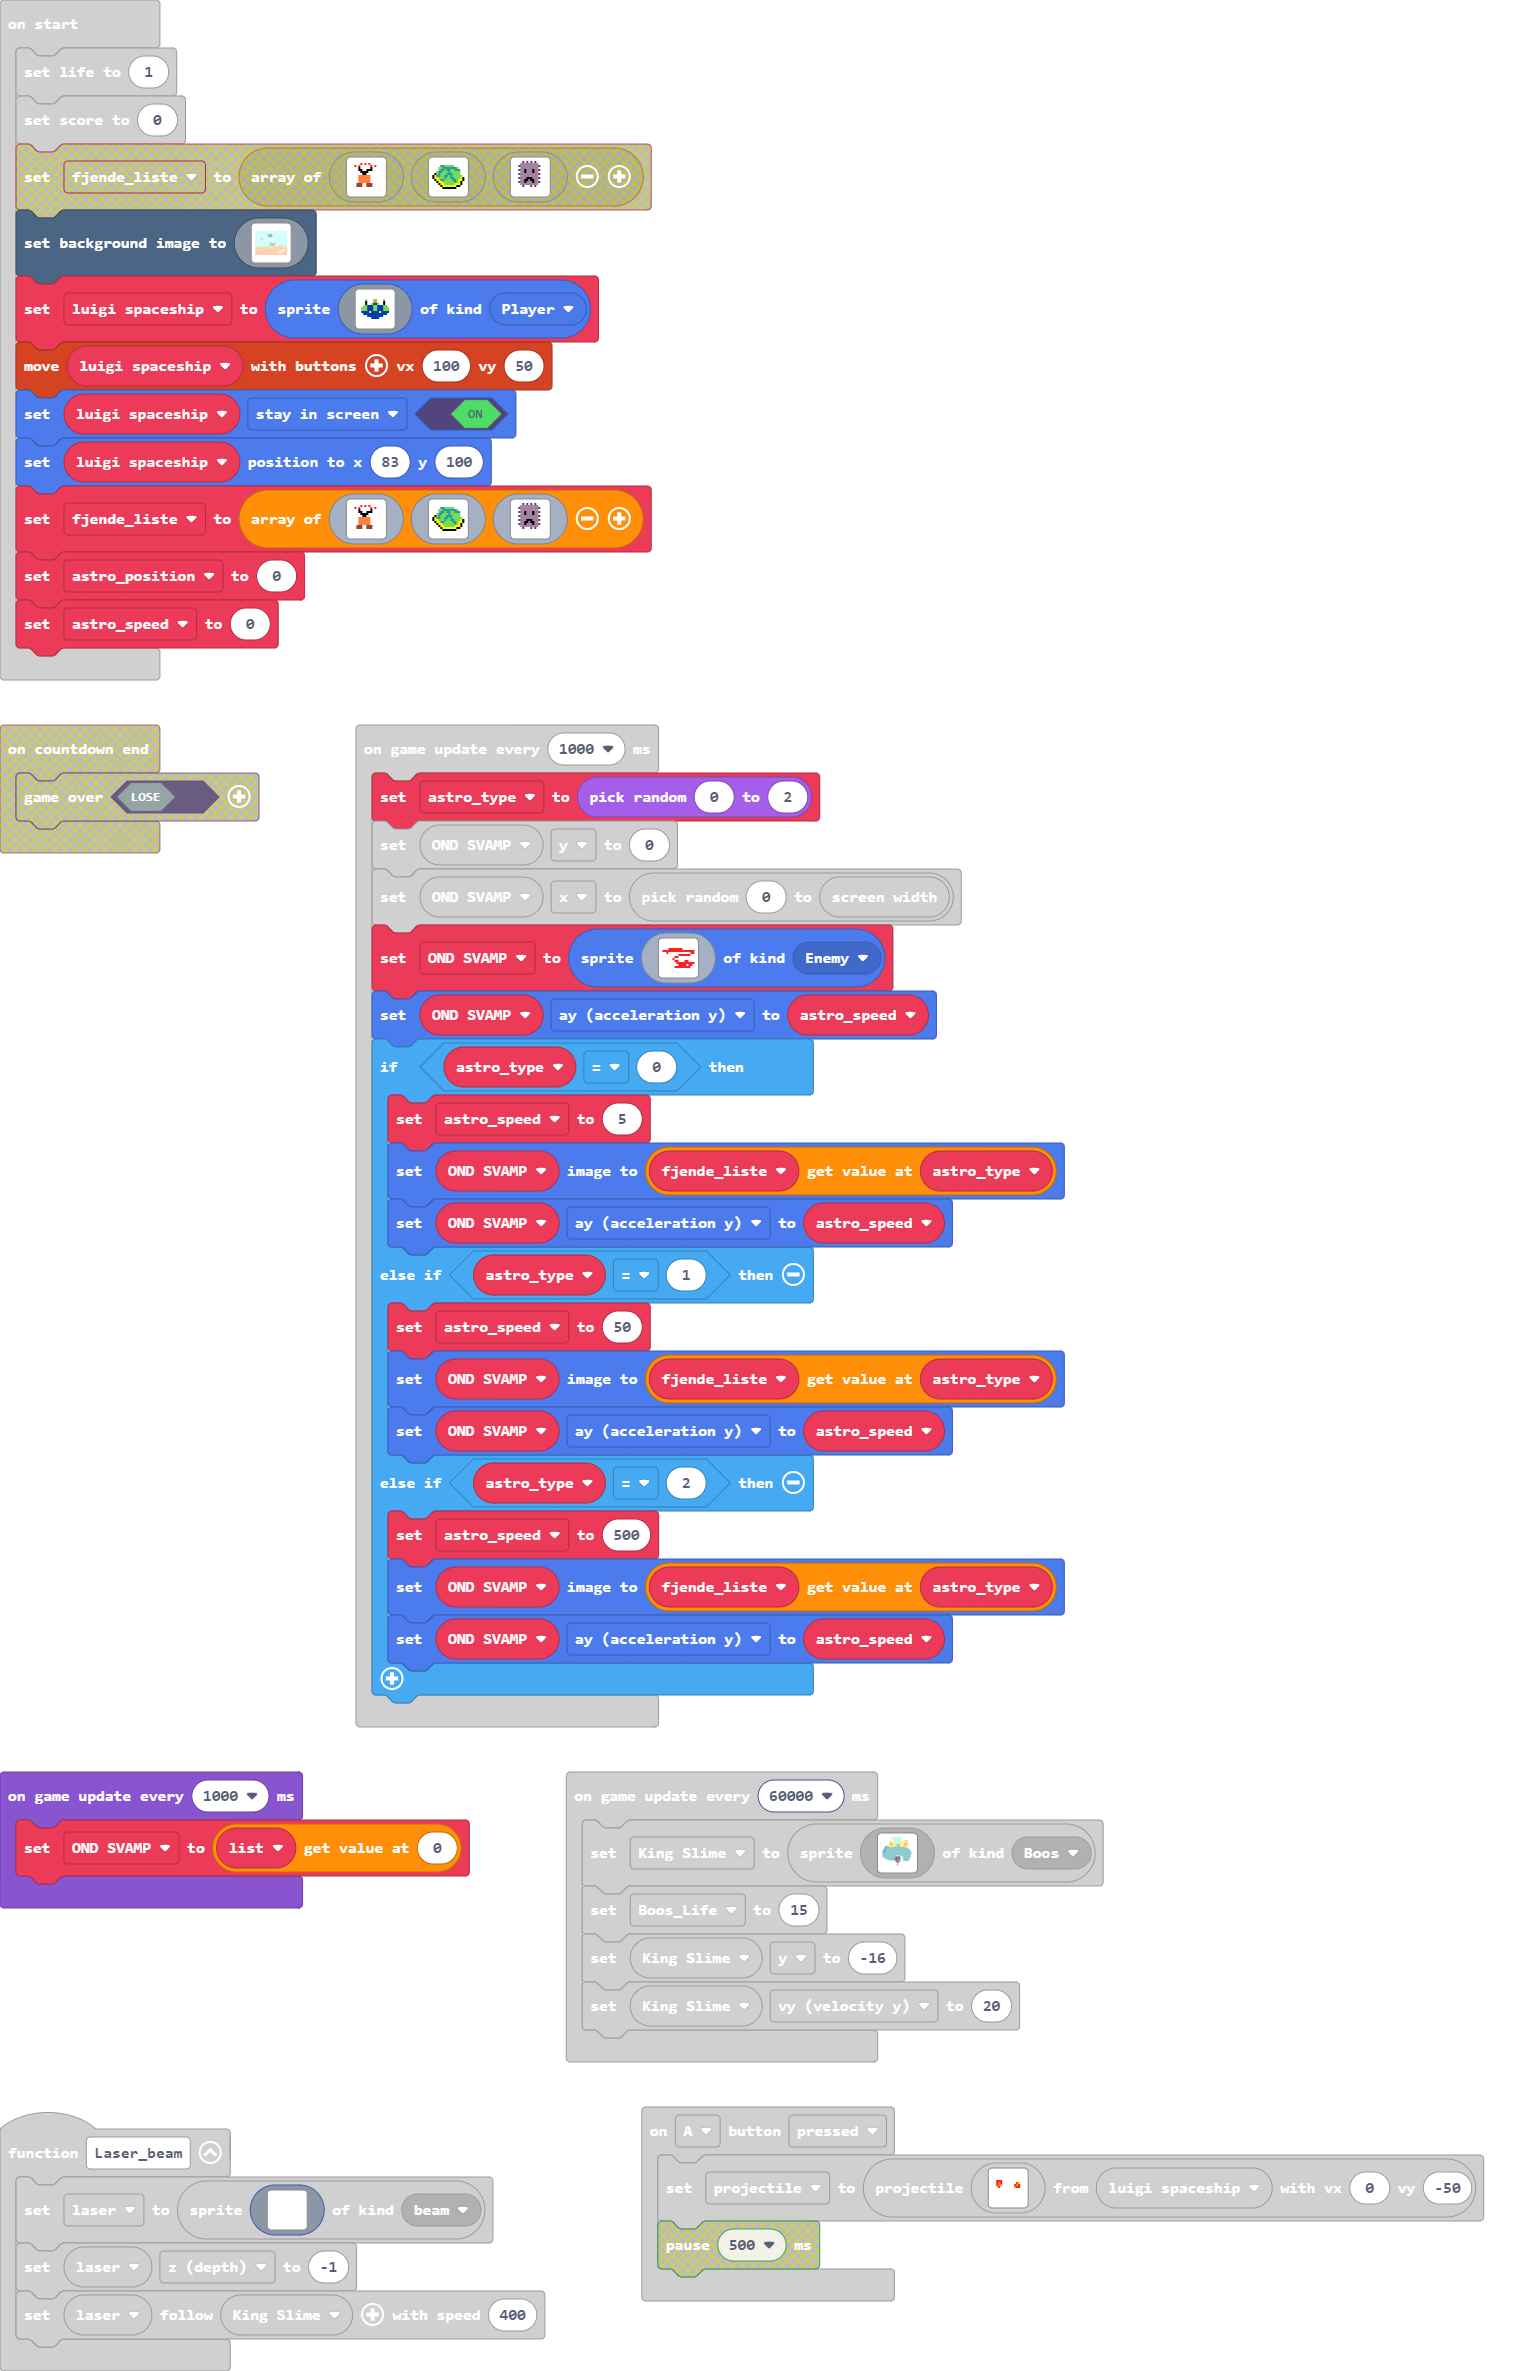 on start
set life to 1
set score to 0
set fjende_liste to array of
set background image to
set luigi spaceship to sprite of kind Player
move luigi spaceship with buttons vx 100 vy 50
set luigi spaceship stay in screen ON
set luigi spaceship position to x 83 y 100
set fjende_liste to array of
set astro_position to 0
set astro_speed to 0
on countdown end
game over LOSE
on game update every 1000 ms
set astro_type to pick random 0 to 2
set OND SVAMP y to 0
set OND SVAMP x to pick random 0 to screen width
set OND SVAMP to sprite of kind Enemy
set OND SVAMP ay (acceleration y) to astro_speed
if astro_type = 0 then
set astro_speed to 5
set OND SVAMP image to fjende_liste get value at astro_type
set OND SVAMP ay (acceleration y) to astro_speed
else if astro_type = 1 then
set astro_speed to 50
set OND SVAMP image to fjende_liste get value at astro_type
set OND SVAMP ay (acceleration y) to astro_speed
else if astro_type = 2 then
set astro_speed to 500
set OND SVAMP image to fjende_liste get value at astro_type
set OND SVAMP ay (acceleration y) to astro_speed
on game update every 1000 ms
set OND SVAMP to list get value at 0
on game update every 60000 ms
set King Slime to sprite of kind Boos
set Boos_Life to 15
set King Slime y to -16
set King Slime vy (velocity y) to 20
function Laser_beam
set laser to sprite of kind beam
set laser z (depth) to -1
set laser follow King Slime with speed 400
on A button pressed
set projectile to projectile from luigi spaceship with vx 0 vy -50
pause 500 ms